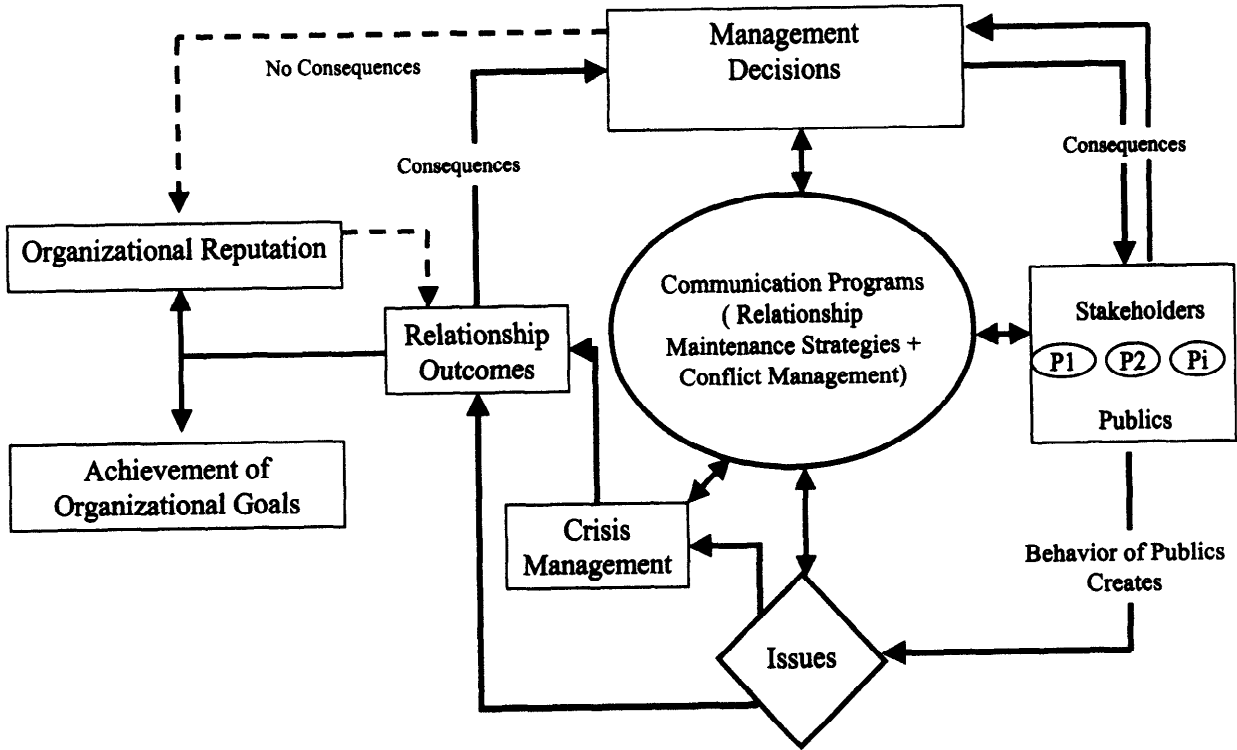 Management
Decisions
No Consequences
Consequences
Consequences
Organizational Reputation
Communication Programs
( Relationship
Maintenance Strategies +
Conflict Management)
Stakeholders
P1 P2 Pi
Publics
Relationship
Outcomes
Achievement of
Organizational Goals
Crisis
Management
Behavior of Publics
Creates
Issues